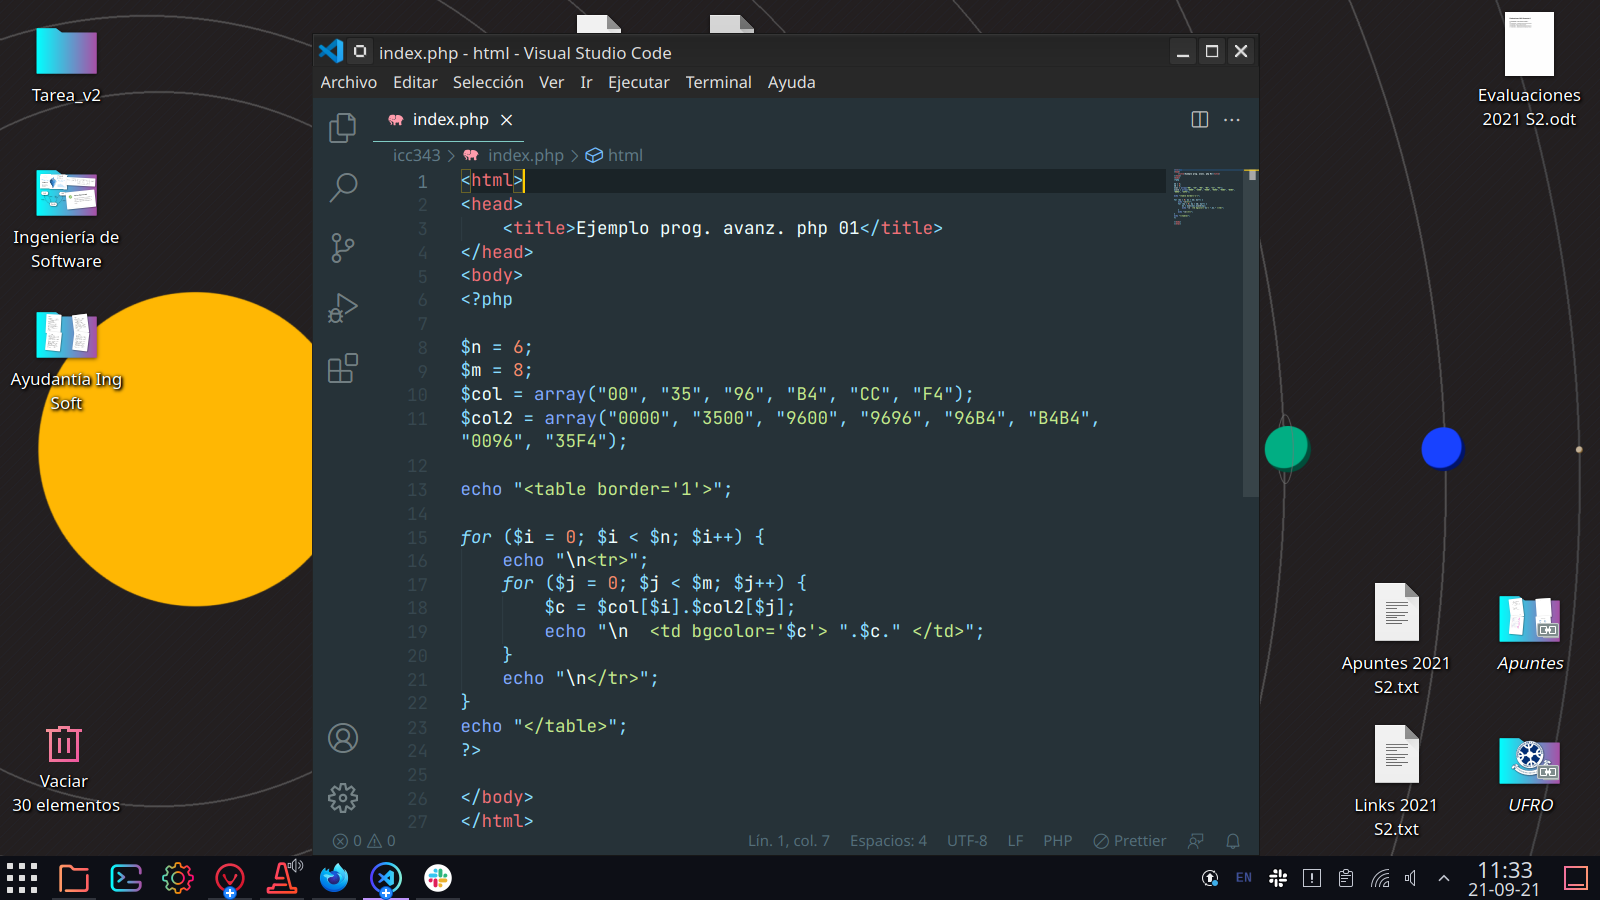 Tarea_v2
Ingeniería de
Software
Ayudantía Ing
Soft
Vaciar
30 elementos
index.php - html - Visual Studio Code
Archivo Editar Selección Ver Ir Ejecutar Terminal Ayuda
index.php
icc343 > index.php > html
1 <html>
2 <head>
3     <title>Ejemplo prog. avanz. php 01</title>
4 </head>
5 <body>
6 <?php
7
8 $n = 6;
9 $m = 8;
10 $col = array("00", "35", "96", "B4", "CC", "F4");
11 $col2 = array("0000", "3500", "9600", "9696", "96B4", "B4B4",
"0096", "35F4");
12
13 echo "<table border='1'>";
14
15 for ($i = 0; $i < $n; $i++) {
16     echo "\n<tr>";
17     for ($j = 0; $j < $m; $j++) {
18         $c = $col[$i].$col2[$j];
19         echo "\n  <td bgcolor='$c'> ".$c." </td>";
20     }
21     echo "\n</tr>";
22 }
23 echo "</table>";
24 ?>
25
26 </body>
27 </html>
0 0 Lín. 1, col. 7 Espacios: 4 UTF-8 LF PHP Prettier
Evaluaciones
2021 S2.odt
Apuntes 2021
S2.txt
Apuntes
Links 2021
S2.txt
UFRO
EN
11:33
21-09-21